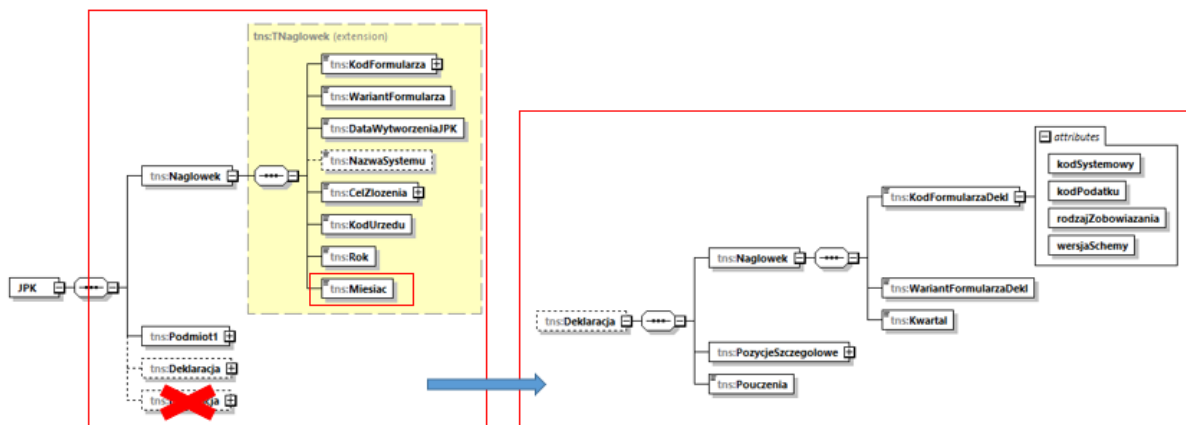 tns:TNaglowek (extension)
tns:KodFormularza
tns:WariantFormularza
tns:DataWytworzeniaJPK
tns:NazwaSystemu
tns:CelZlozenia
tns:KodUrzedu
tns:Rok
tns:Miesiac
tns:Naglowek
JPK
tns:Podmiot1
tns:Deklaracja
attributes
kodSystemowy
kodPodatku
rodzajZobowiazania
wersjaSchemy
tns:KodFormularzaDekl
tns:Naglowek
tns:WariantFormularzaDekl
tns:Kwartal
tns:Deklaracja
tns:PozycjeSzczegolowe
tns:Pouczenia